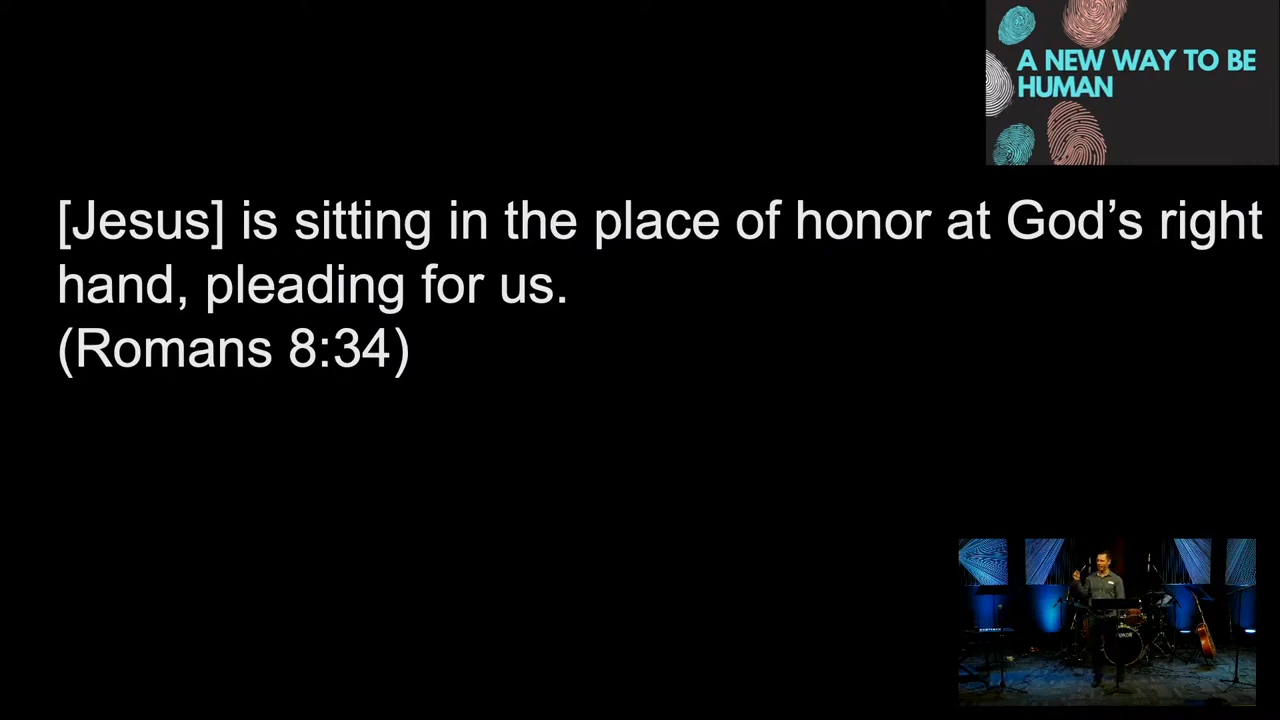 A NEW WAY TO BE
HUMAN
[Jesus] is sitting in the place of honor at God’s right
hand, pleading for us.
(Romans 8:34)